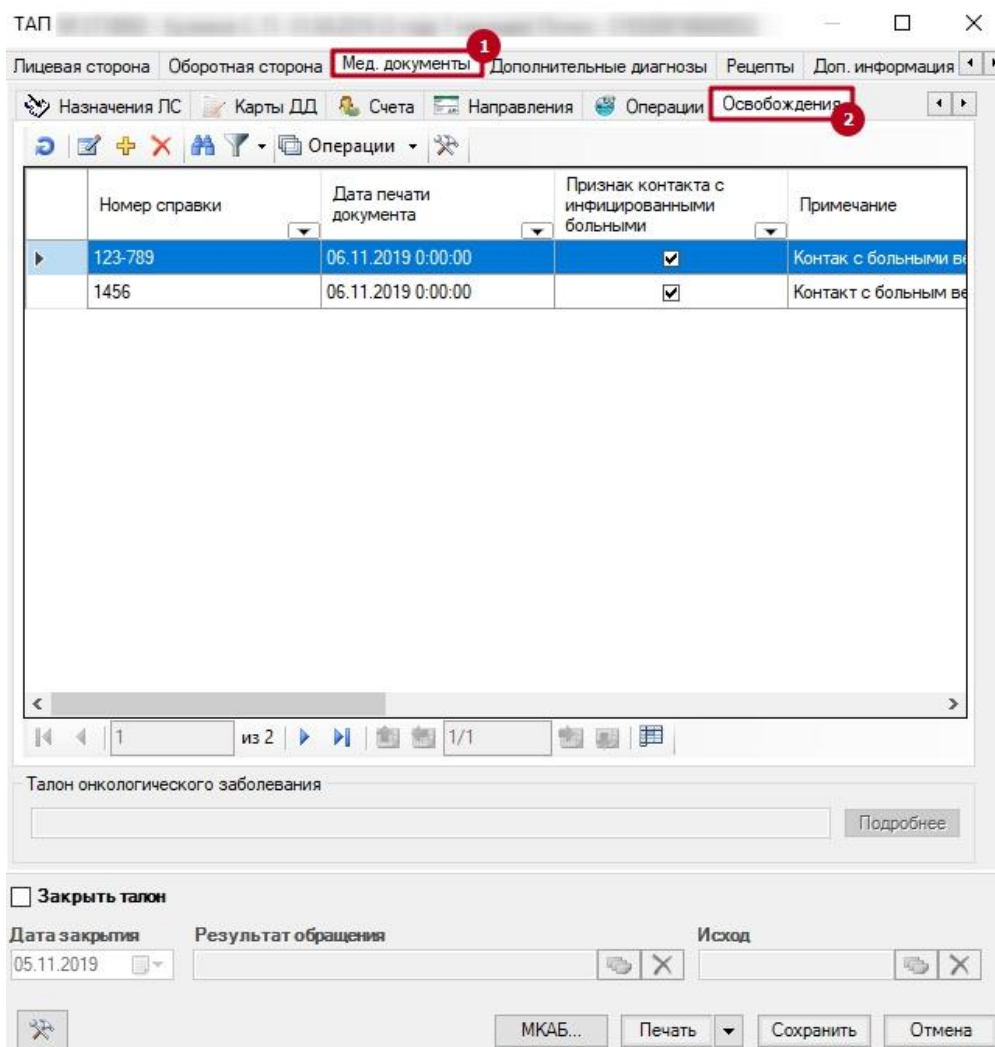 ТАП
1
Лицевая сторона Оборотная сторона Мед. документы Дополнительные диагнозы Рецепты Доп. информация
Назначения ЛС Карты ДД Счета Направления Операции Освобождения
2
Операции
Номер справки Дата печати документа Признак контакта с инфицированными больными Примечание
123-789 06.11.2019 0:00:00 Контак с больными ве
1456 06.11.2019 0:00:00 Контакт с больным ве
1 из 2 1/1
Талон онкологического заболевания
Подробнее
Закрыть талон
Дата закрытия Результат обращения Исход
05.11.2019
МКАБ... Печать Сохранить Отмена